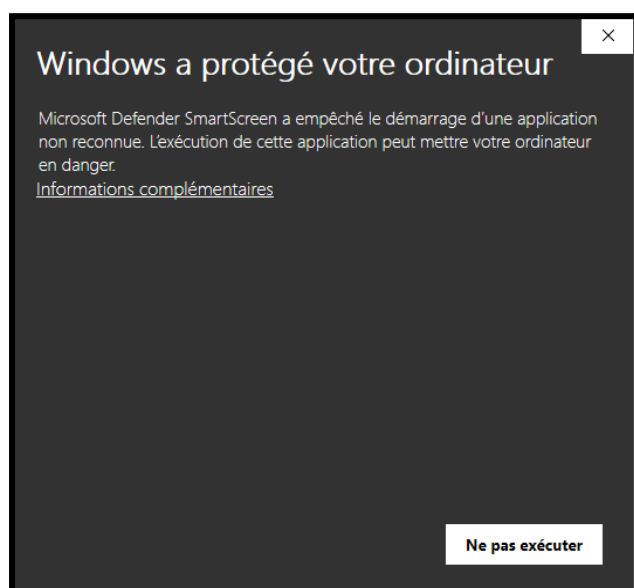 Windows a protégé votre ordinateur
Microsoft Defender SmartScreen a empêché le démarrage d'une application
non reconnue. L'exécution de cette application peut mettre votre ordinateur
en danger.
Informations complémentaires
Ne pas exécuter